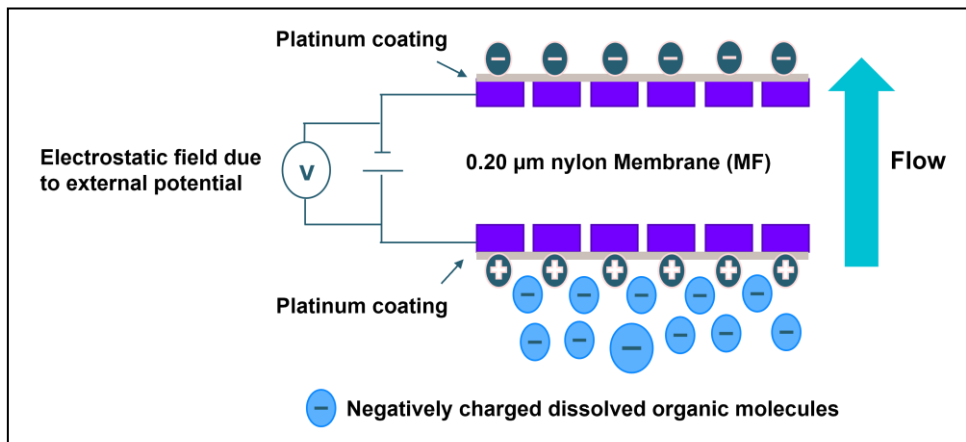 Platinum coating
Electrostatic field due
to external potential
V
0.20 µm nylon Membrane (MF)
Flow
Platinum coating
Negatively charged dissolved organic molecules